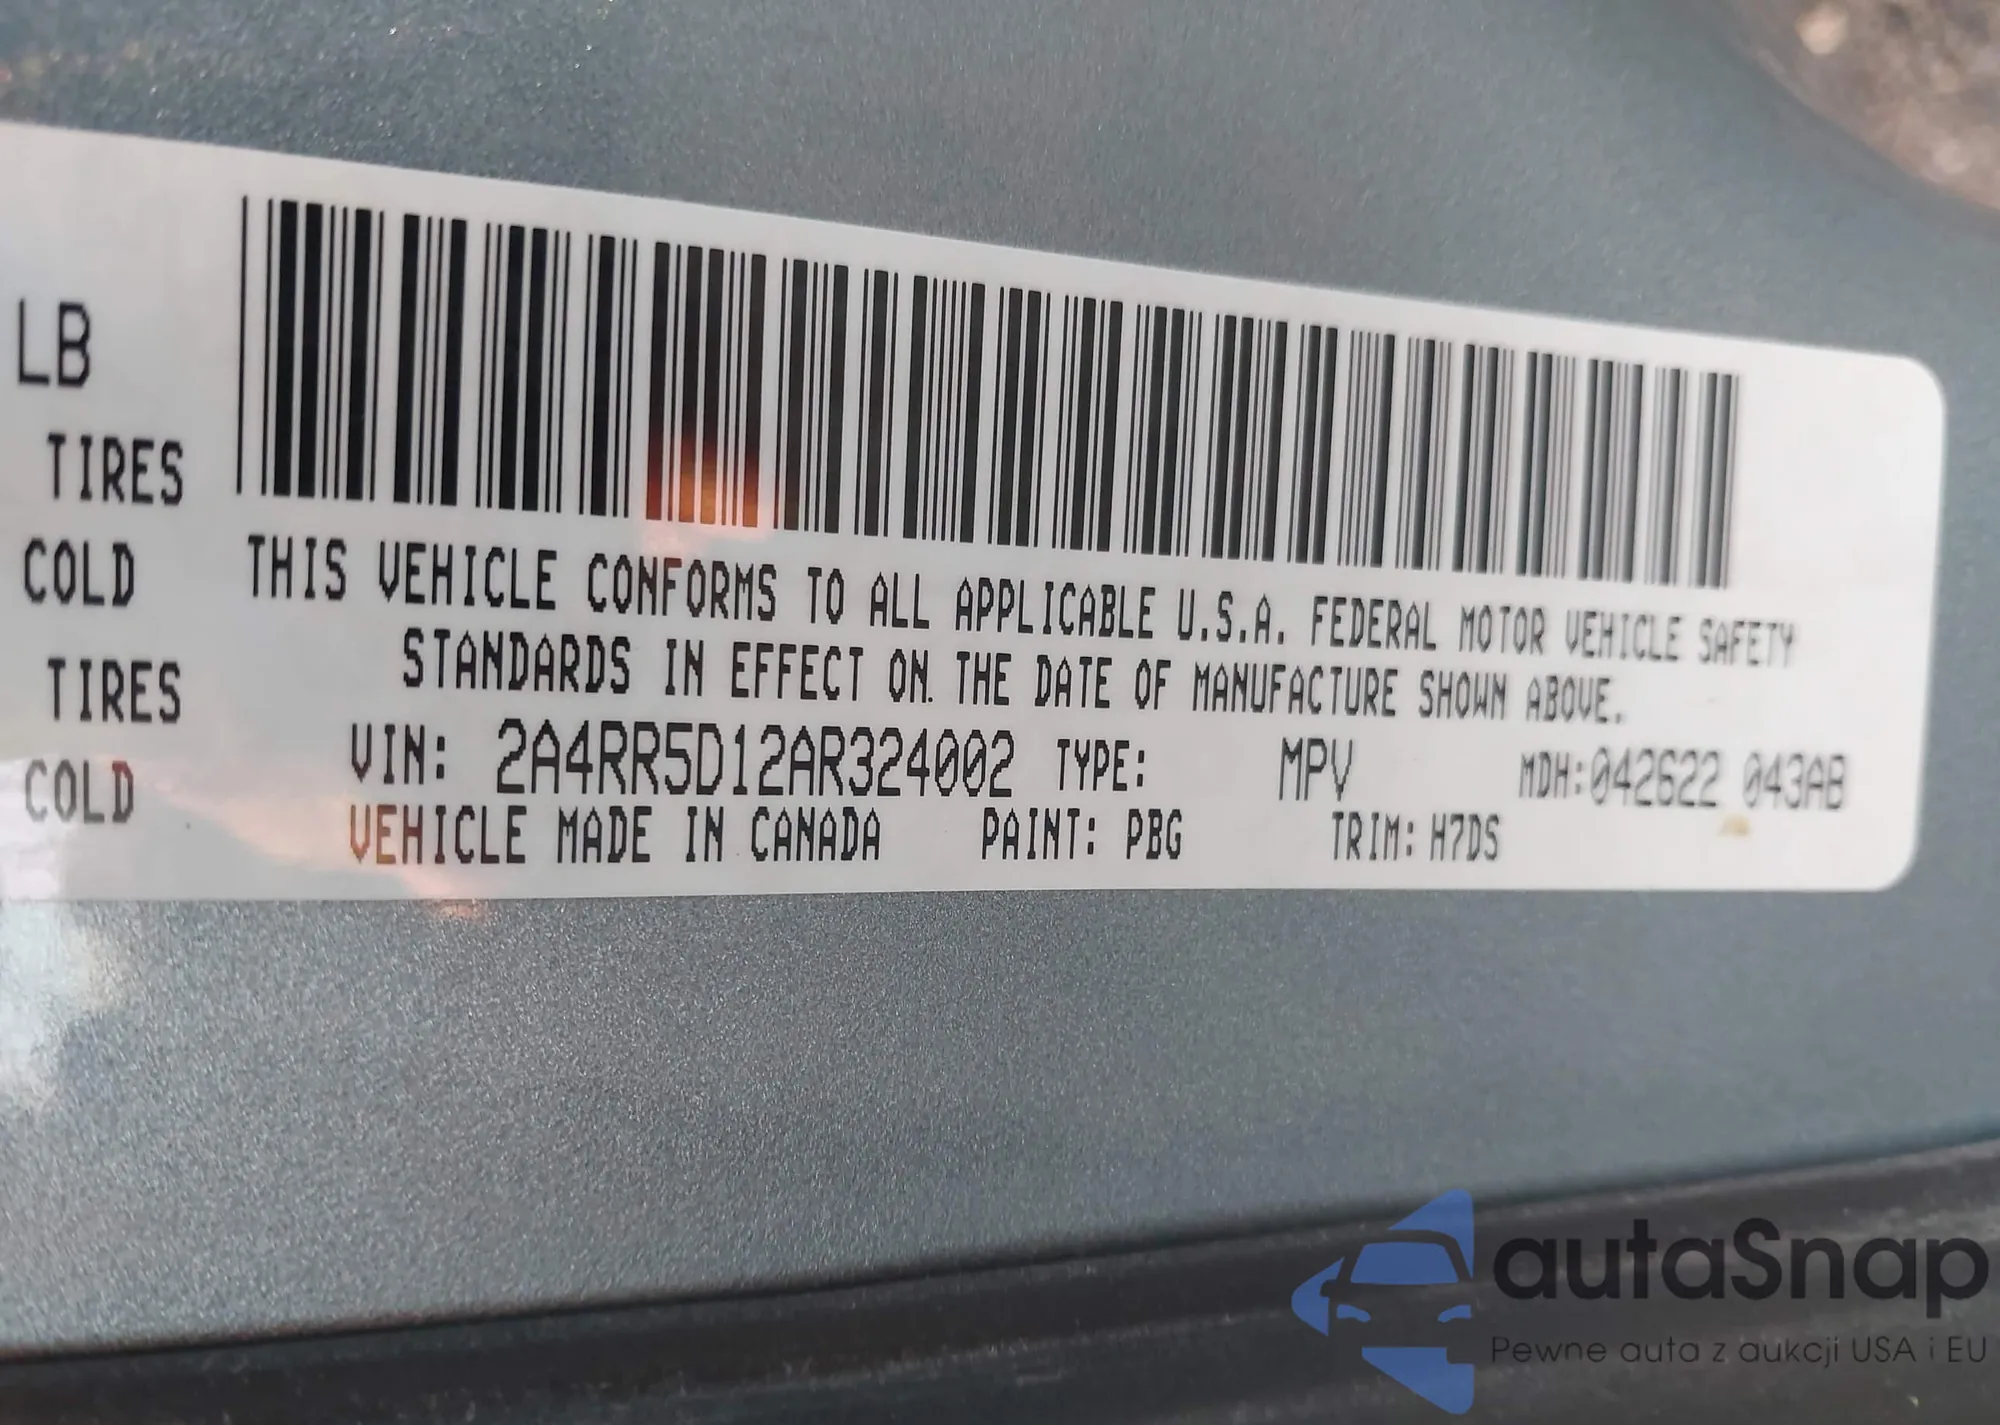 LB
TIRES
COLD
TIRES
COLD
THIS VEHICLE CONFORMS TO ALL APPLICABLE U.S.A. FEDERAL MOTOR VEHICLE SAFETY
STANDARDS IN EFFECT ON THE DATE OF MANUFACTURE SHOWN ABOVE.
VIN: 2A4RR5D12AR324002 TYPE: MPV MDH:042622 043AB
VEHICLE MADE IN CANADA PAINT: PBG TRIM: H7DS
autaSnap
Pewne auta z aukcji USA i EU